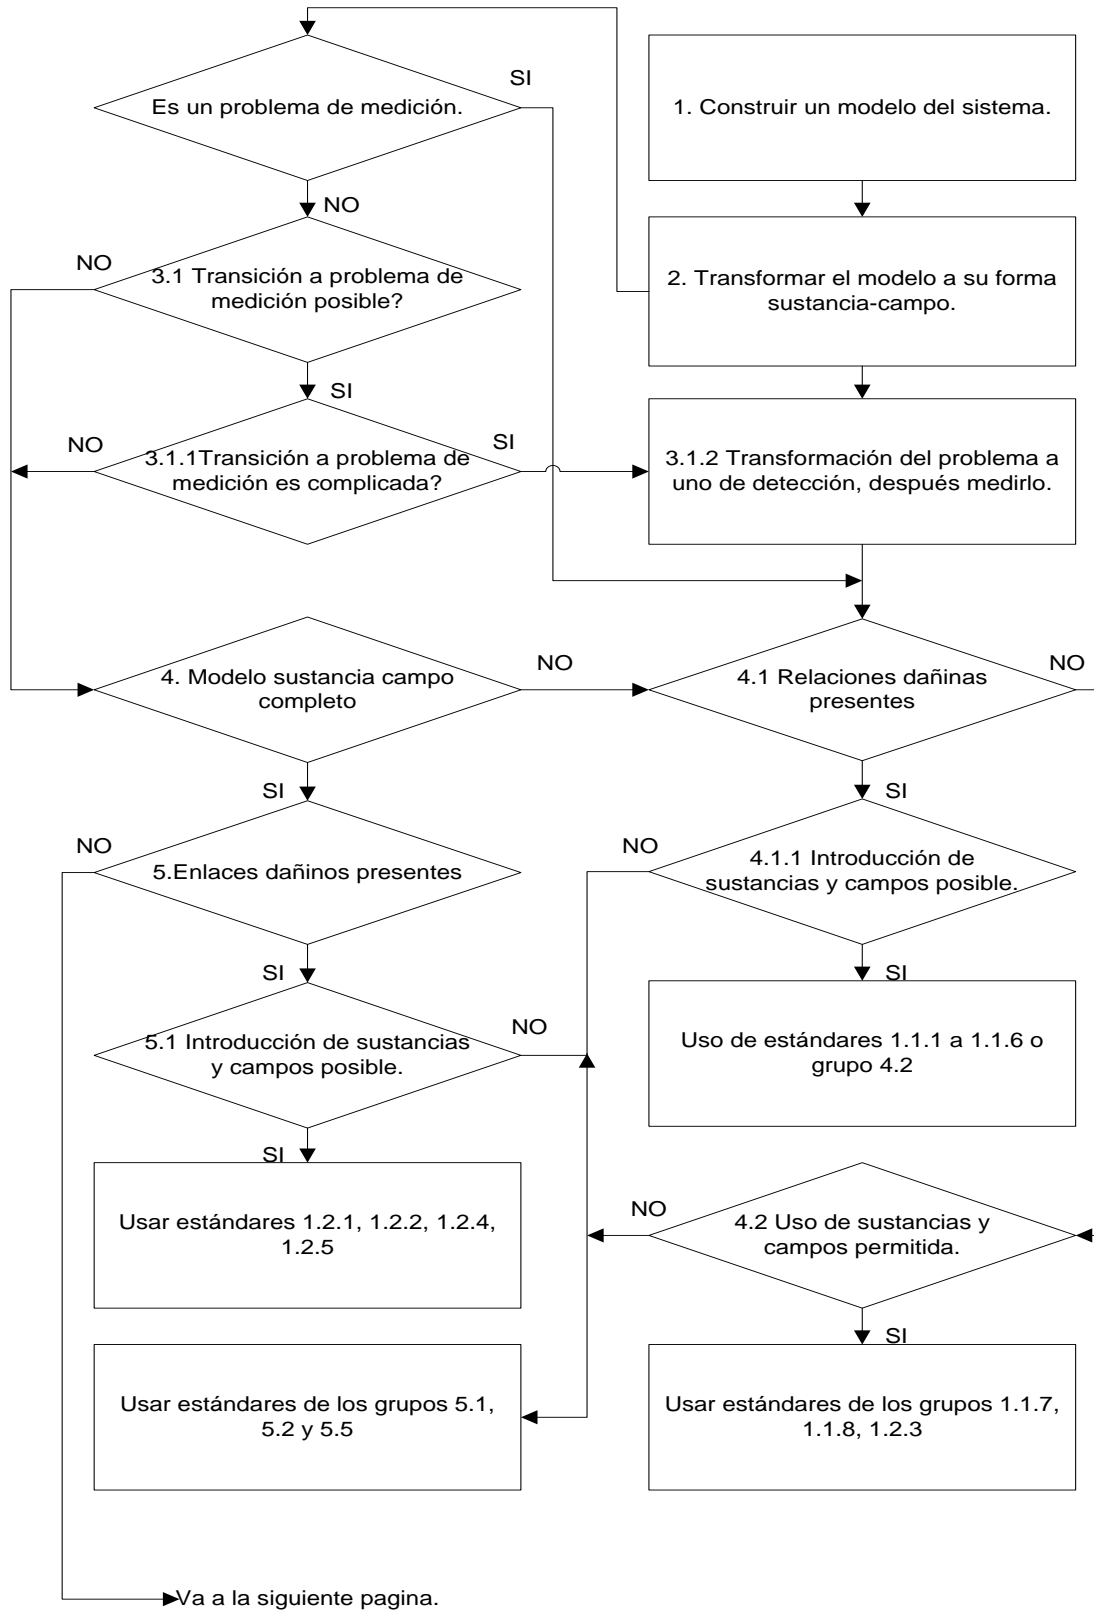 SI
Es un problema de medición.
1. Construir un modelo del sistema.
NO
NO
3.1 Transición a problema de
medición posible?
2. Transformar el modelo a su forma
sustancia-campo.
SI
NO
SI
3.1.1Transición a problema de
medición es complicada?
3.1.2 Transformación del problema a
uno de detección, después medirlo.
4. Modelo sustancia campo
completo
NO
4.1 Relaciones dañinas
presentes
NO
SI
SI
NO
5.Enlaces dañinos presentes
NO
4.1.1 Introducción de
sustancias y campos posible.
SI
SI
5.1 Introducción de sustancias
y campos posible.
NO
Uso de estándares 1.1.1 a 1.1.6 o
grupo 4.2
SI
Usar estándares 1.2.1, 1.2.2, 1.2.4,
1.2.5
NO
4.2 Uso de sustancias y
campos permitida.
SI
Usar estándares de los grupos 5.1,
5.2 y 5.5
Usar estándares de los grupos 1.1.7,
1.1.8, 1.2.3
Va a la siguiente pagina.